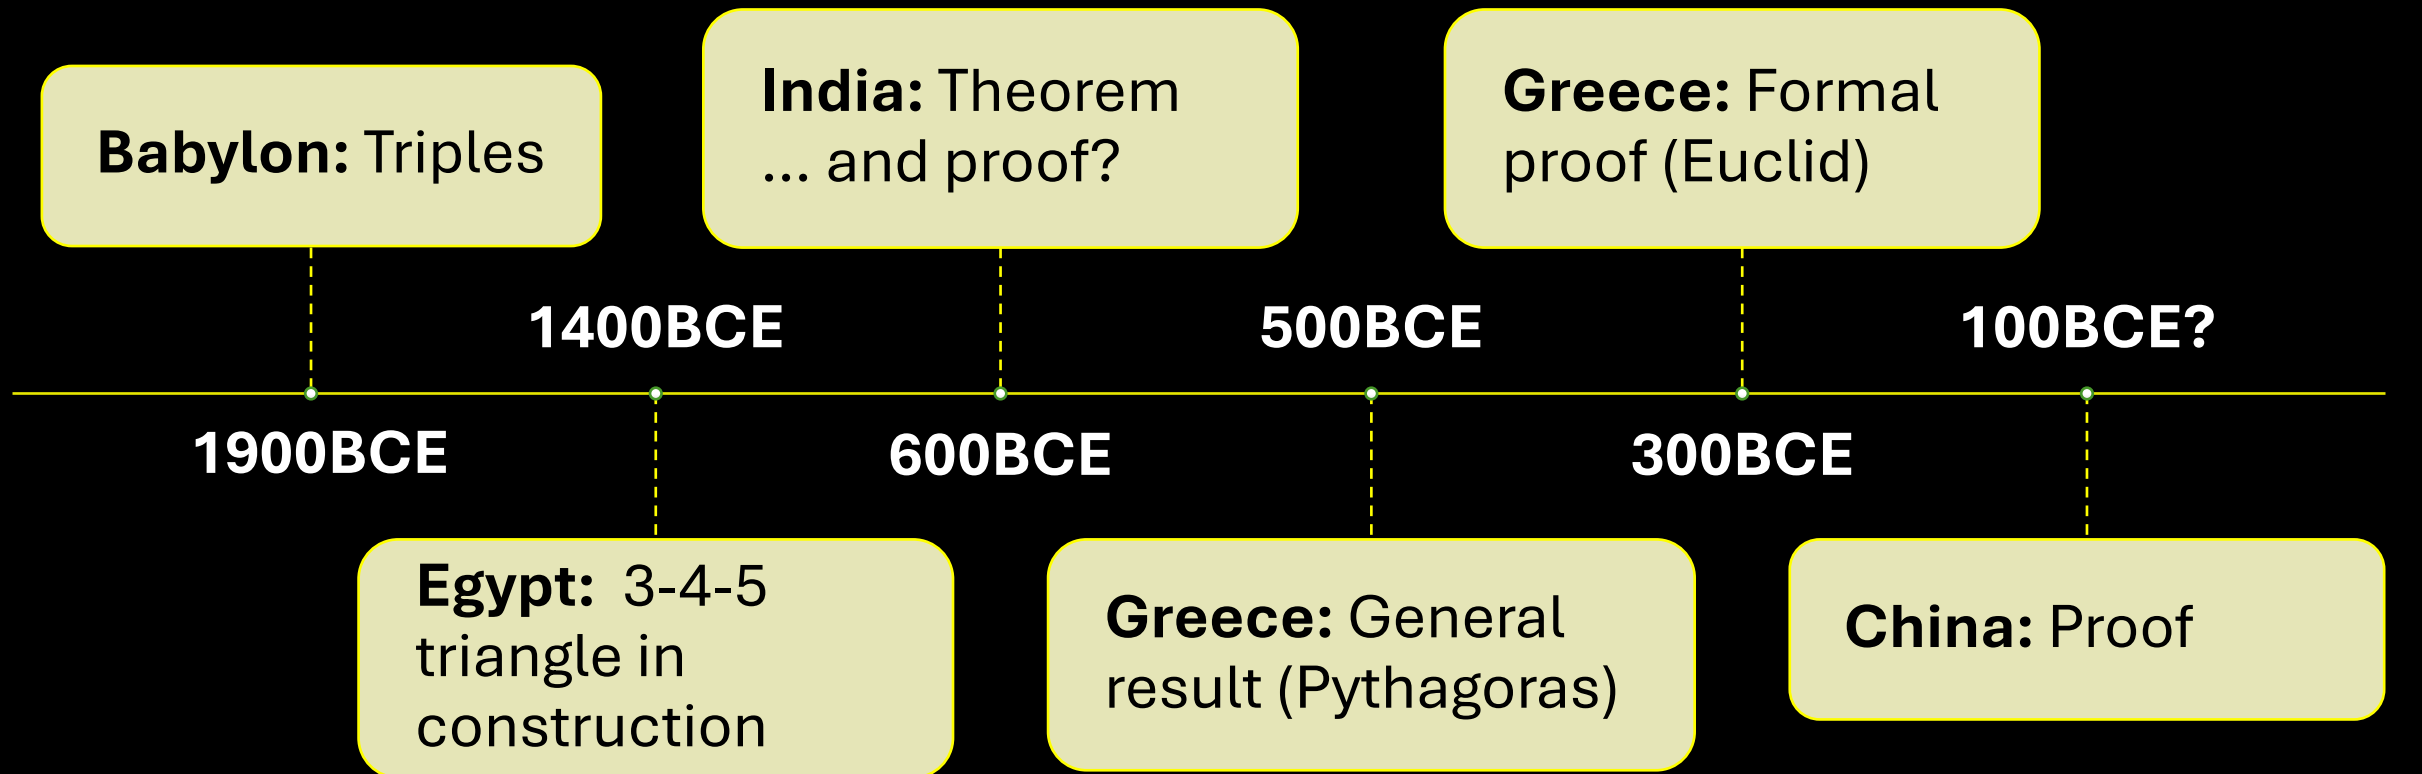 Babylon: Triples
India: Theorem
... and proof?
Greece: Formal
proof (Euclid)
1400BCE
500BCE
100BCE?
1900BCE
600BCE
300BCE
Egypt: 3-4-5
triangle in
construction
Greece: General
result (Pythagoras)
China: Proof